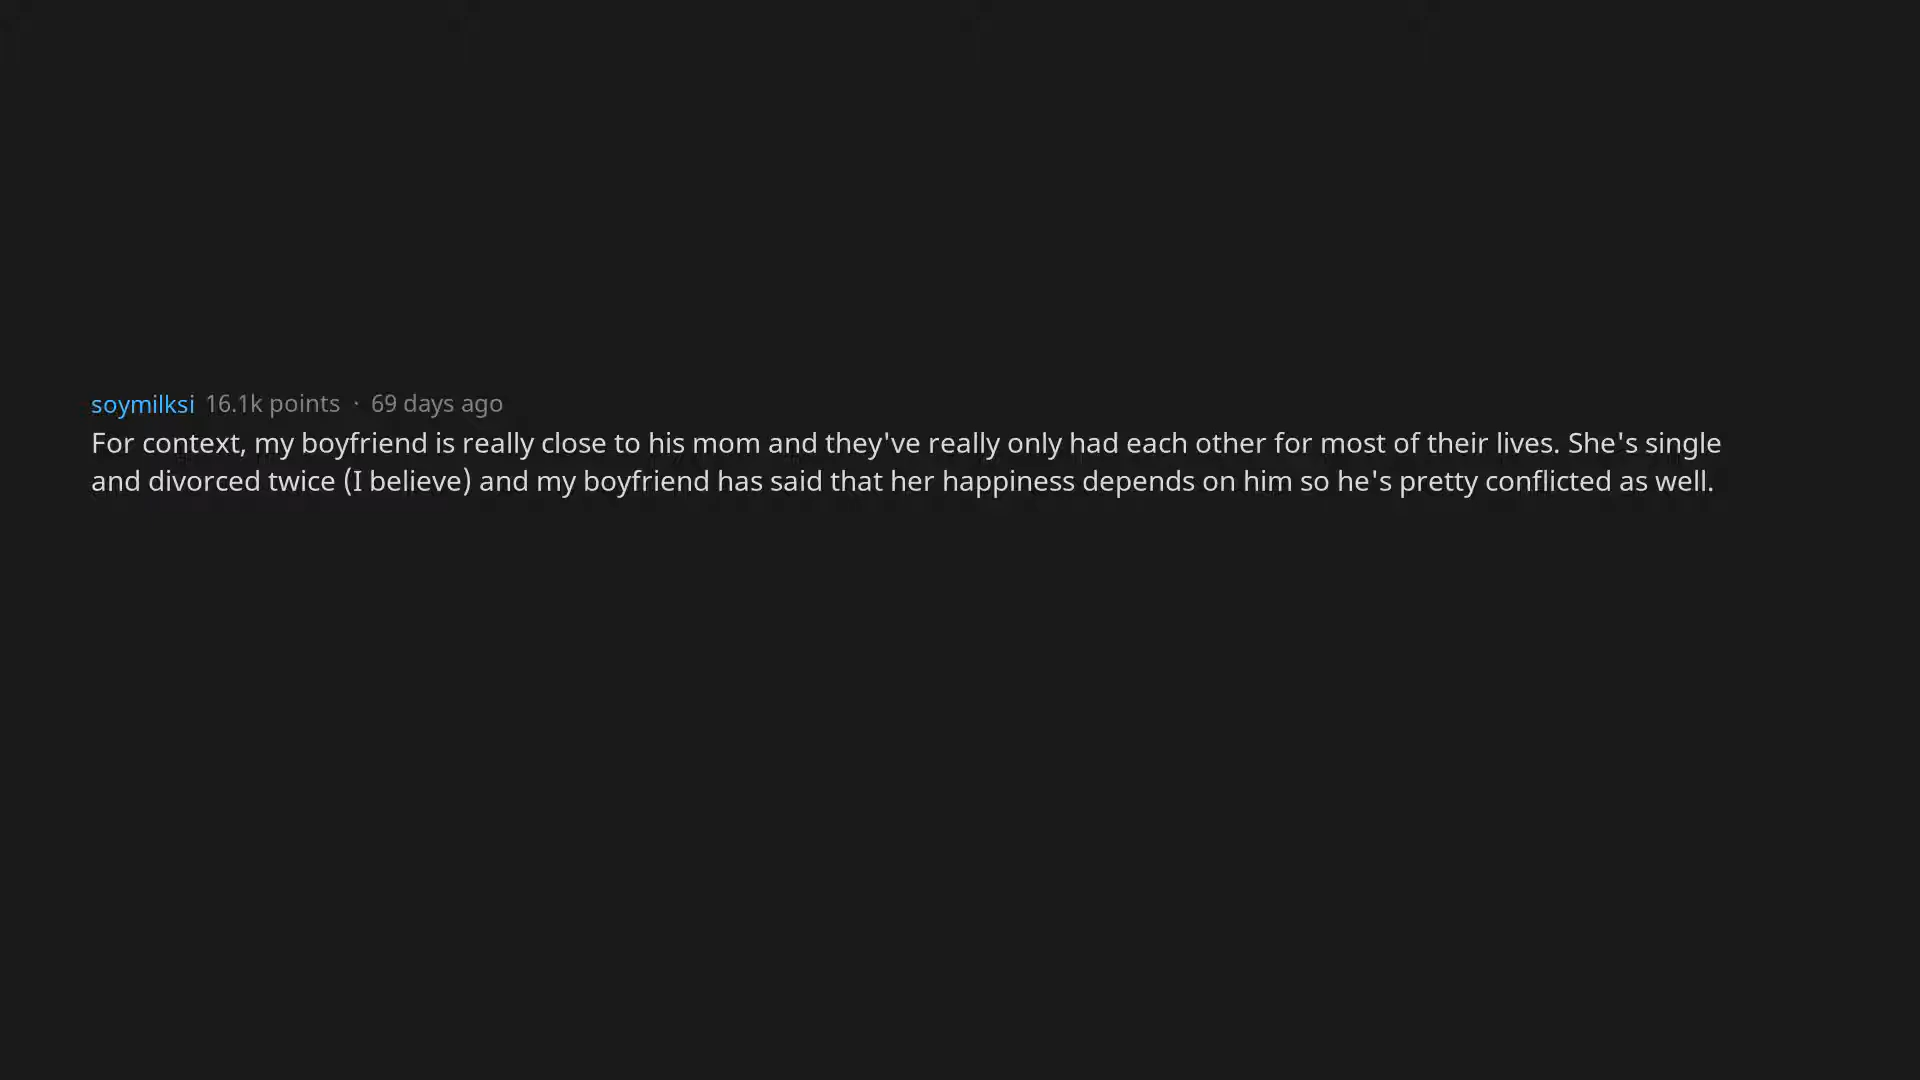 soymilksi 16.1k points · 69 days ago
For context, my boyfriend is really close to his mom and they've really only had each other for most of their lives. She's single
and divorced twice (I believe) and my boyfriend has said that her happiness depends on him so he's pretty conflicted as well.